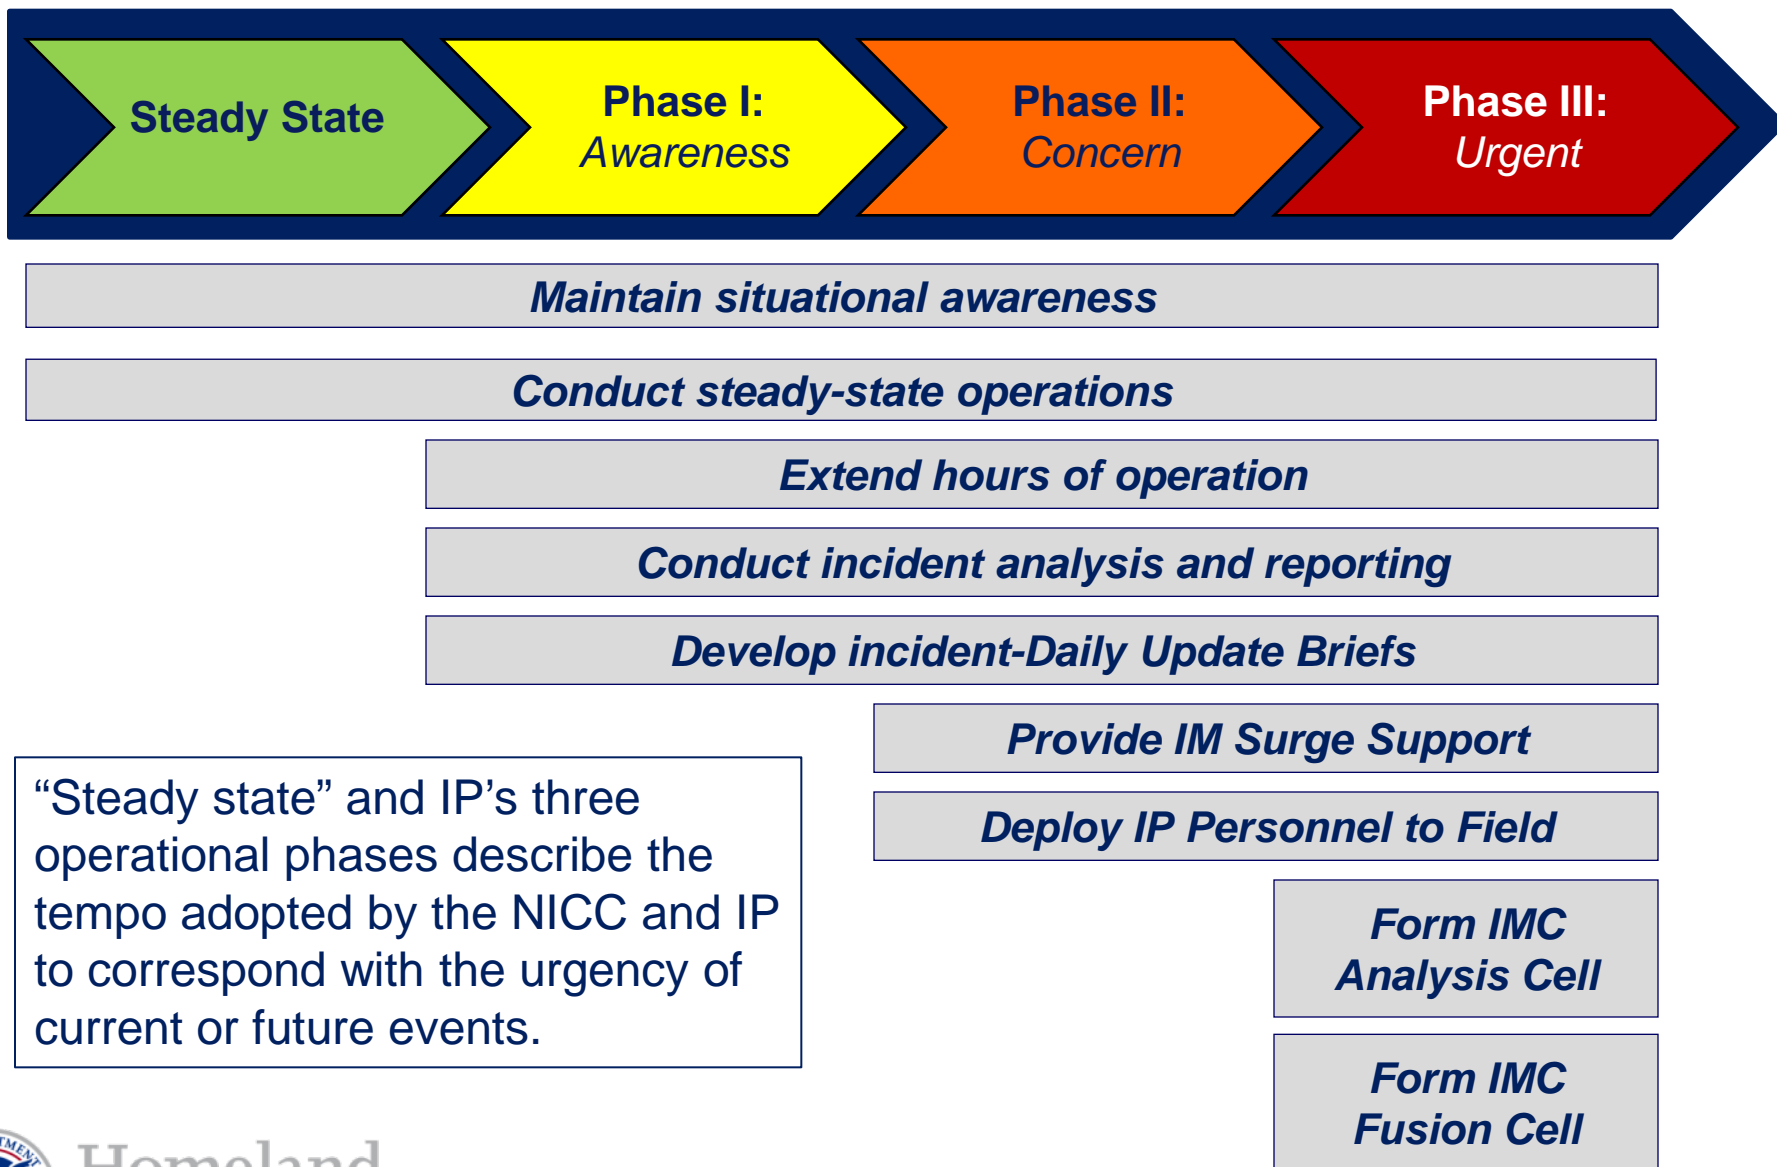 Steady State
Phase I:
Awareness
Phase II:
Concern
Phase III:
Urgent
Maintain situational awareness
Conduct steady-state operations
Extend hours of operation
Conduct incident analysis and reporting
Develop incident-Daily Update Briefs
Provide IM Surge Support
Deploy IP Personnel to Field
“Steady state” and IP’s three
operational phases describe the
tempo adopted by the NICC and IP
to correspond with the urgency of
current or future events.
Form IMC
Analysis Cell
Form IMC
Fusion Cell
Homeland